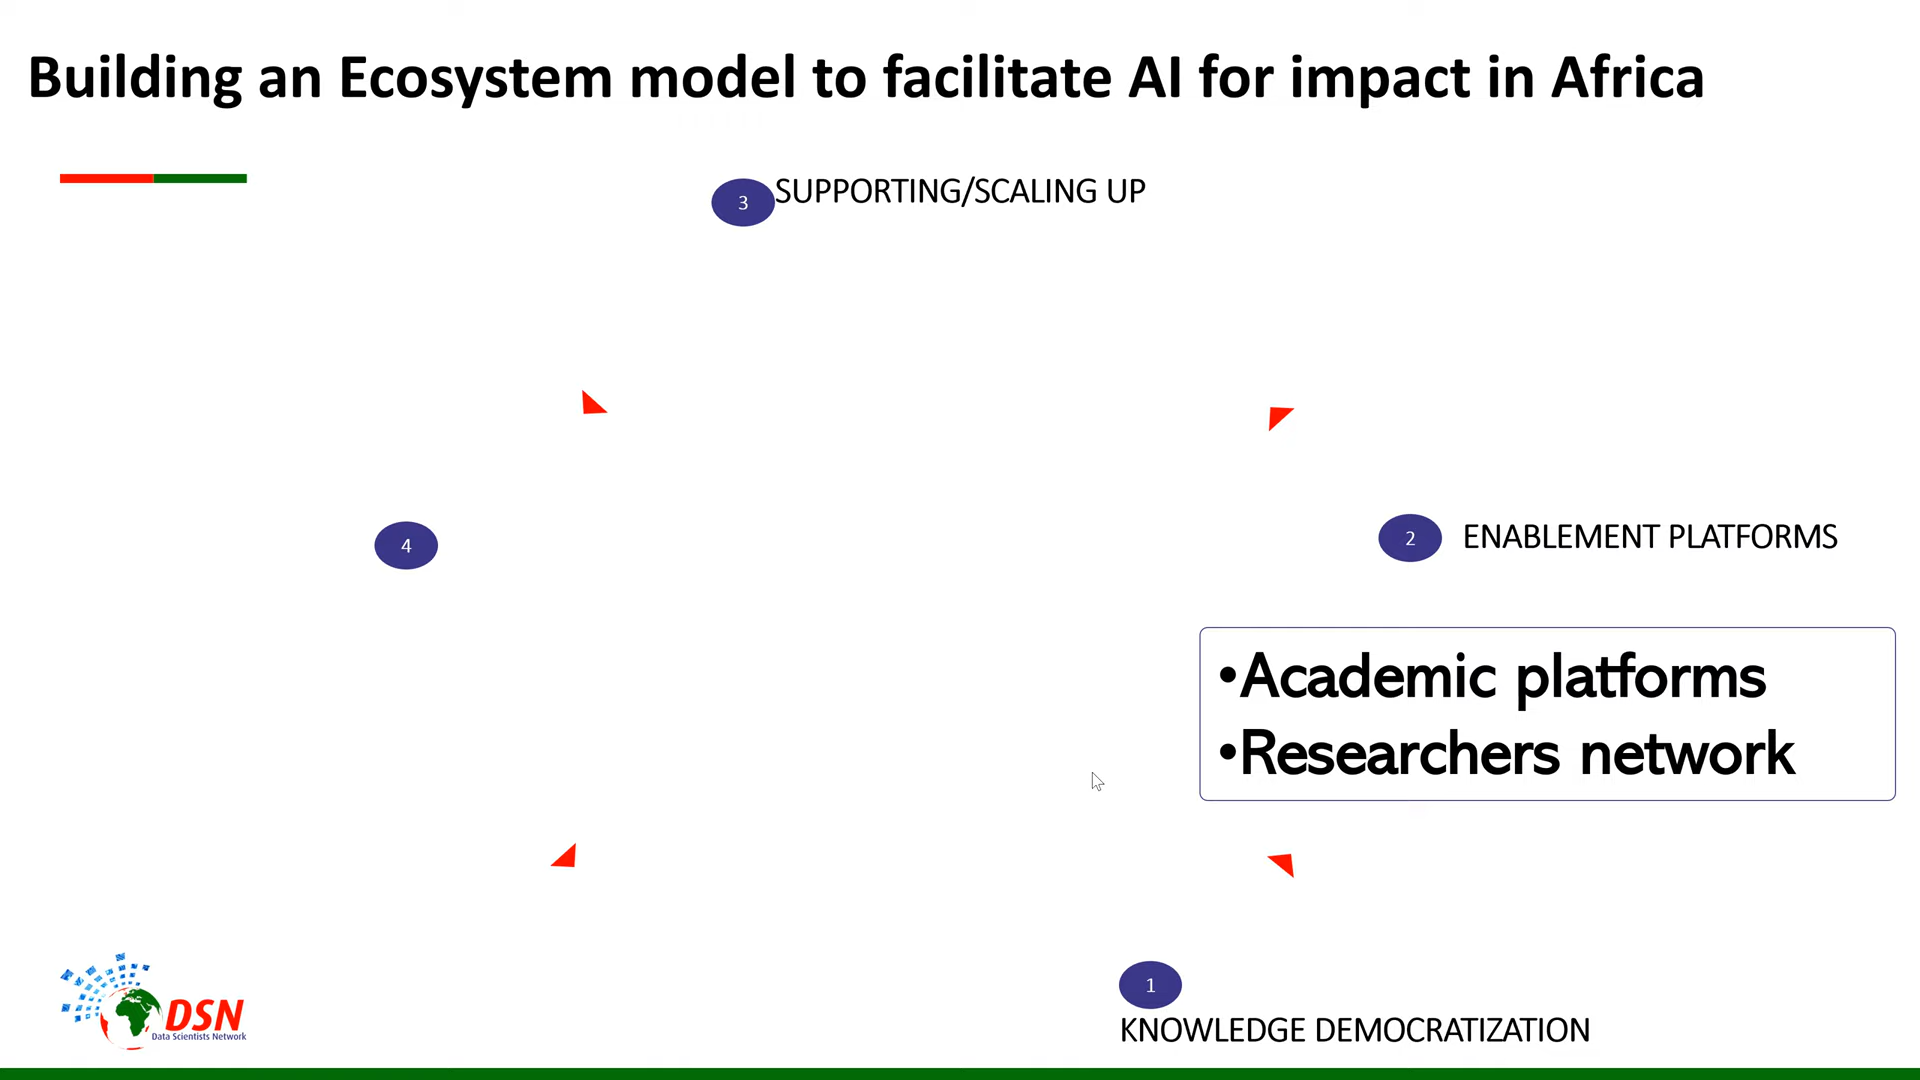 Building an Ecosystem model to facilitate AI for impact in Africa
3 SUPPORTING/SCALING UP
4
2 ENABLEMENT PLATFORMS
•Academic platforms
•Researchers network
1
KNOWLEDGE DEMOCRATIZATION
DSN
Data Scientists Network